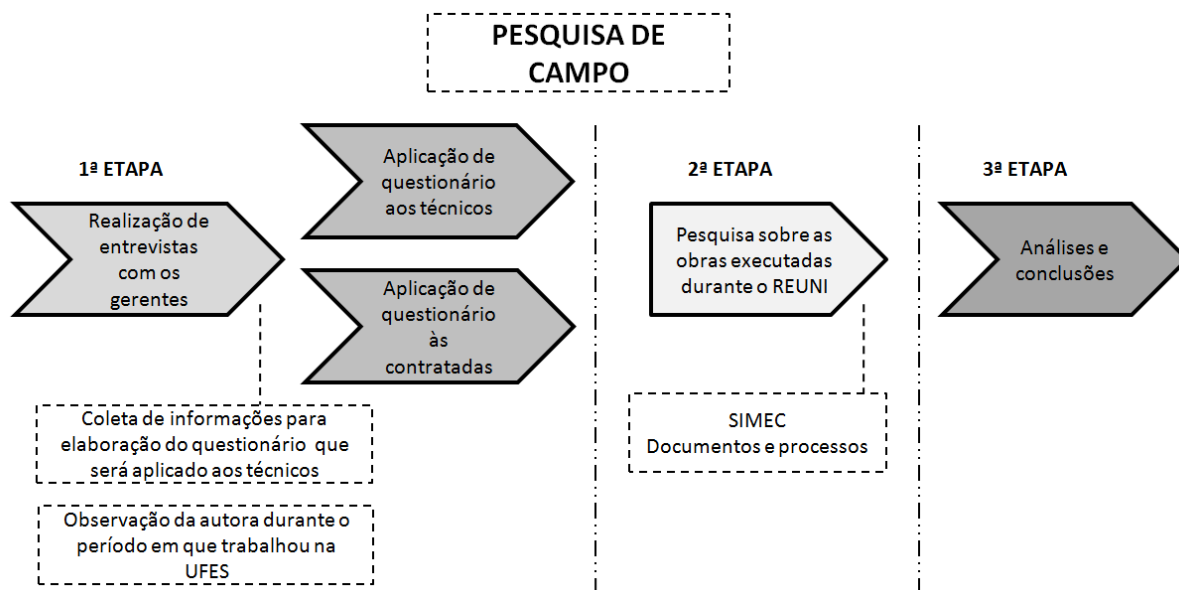 PESQUISA DE
CAMPO
1ª ETAPA
Realização de
entrevistas
com os
gerentes
Aplicação de
questionário
aos técnicos
Aplicação de
questionário
às
contratadas
Coleta de informações para
elaboração do questionário que
será aplicado aos técnicos
Observação da autora durante o
período em que trabalhou na
UFES
2ª ETAPA
Pesquisa sobre as
obras executadas
durante o REUNI
SIMEC
Documentos e processos
3ª ETAPA
Análises e
conclusões